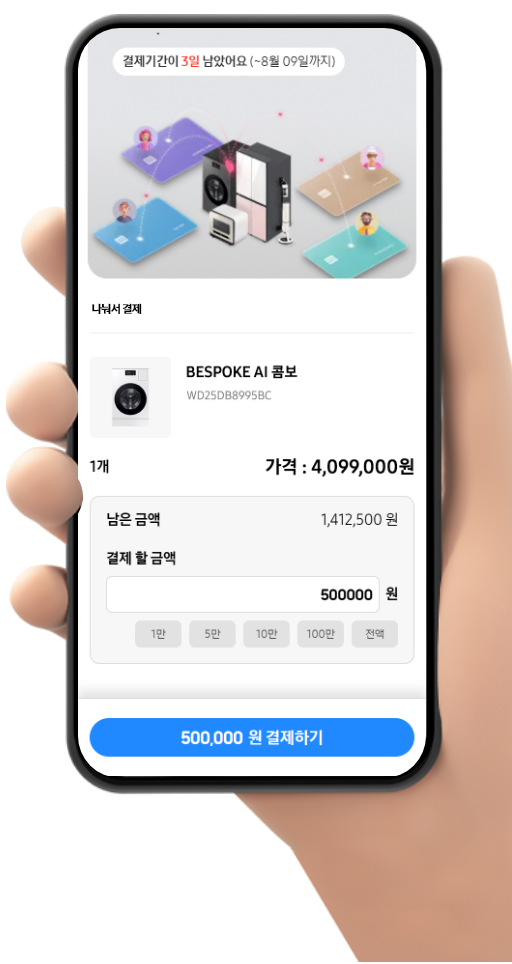 결제기간이 3일 남았어요 (~8월 09일까지)
나눠서 결제
BESPOKE AI 콤보
WD25DB8995BC
1개
가격 : 4,099,000원
남은 금액
1,412,500 원
결제 할 금액
500000 원
1만 5만 10만 100만 전액
500,000 원 결제하기